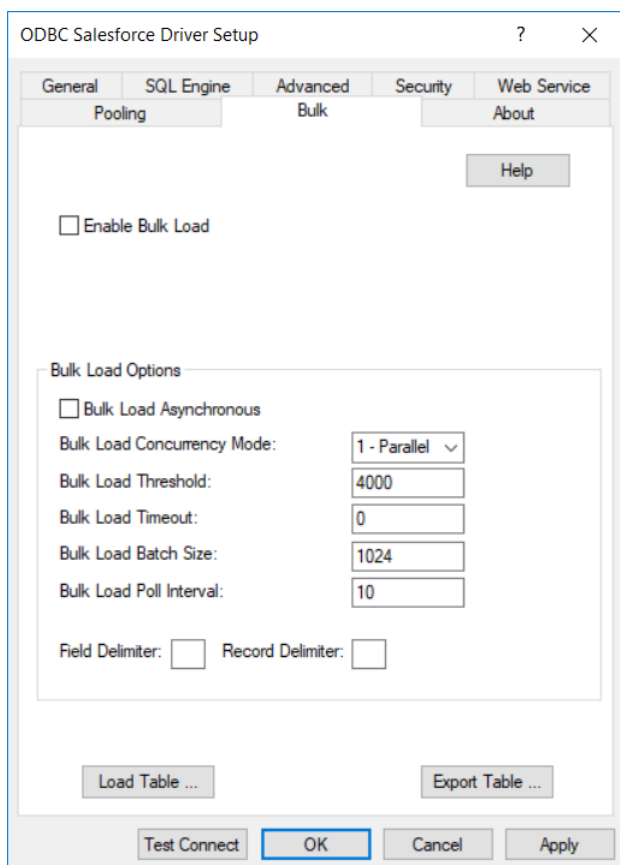 ODBC Salesforce Driver Setup ?
General SQL Engine Advanced Security Web Service
Pooling Bulk About
Help
Enable Bulk Load
Bulk Load Options
Bulk Load Asynchronous
Bulk Load Concurrency Mode: 1 - Parallel
Bulk Load Threshold: 4000
Bulk Load Timeout: 0
Bulk Load Batch Size: 1024
Bulk Load Poll Interval: 10
Field Delimiter: Record Delimiter:
Load Table ... Export Table ...
Test Connect OK Cancel Apply